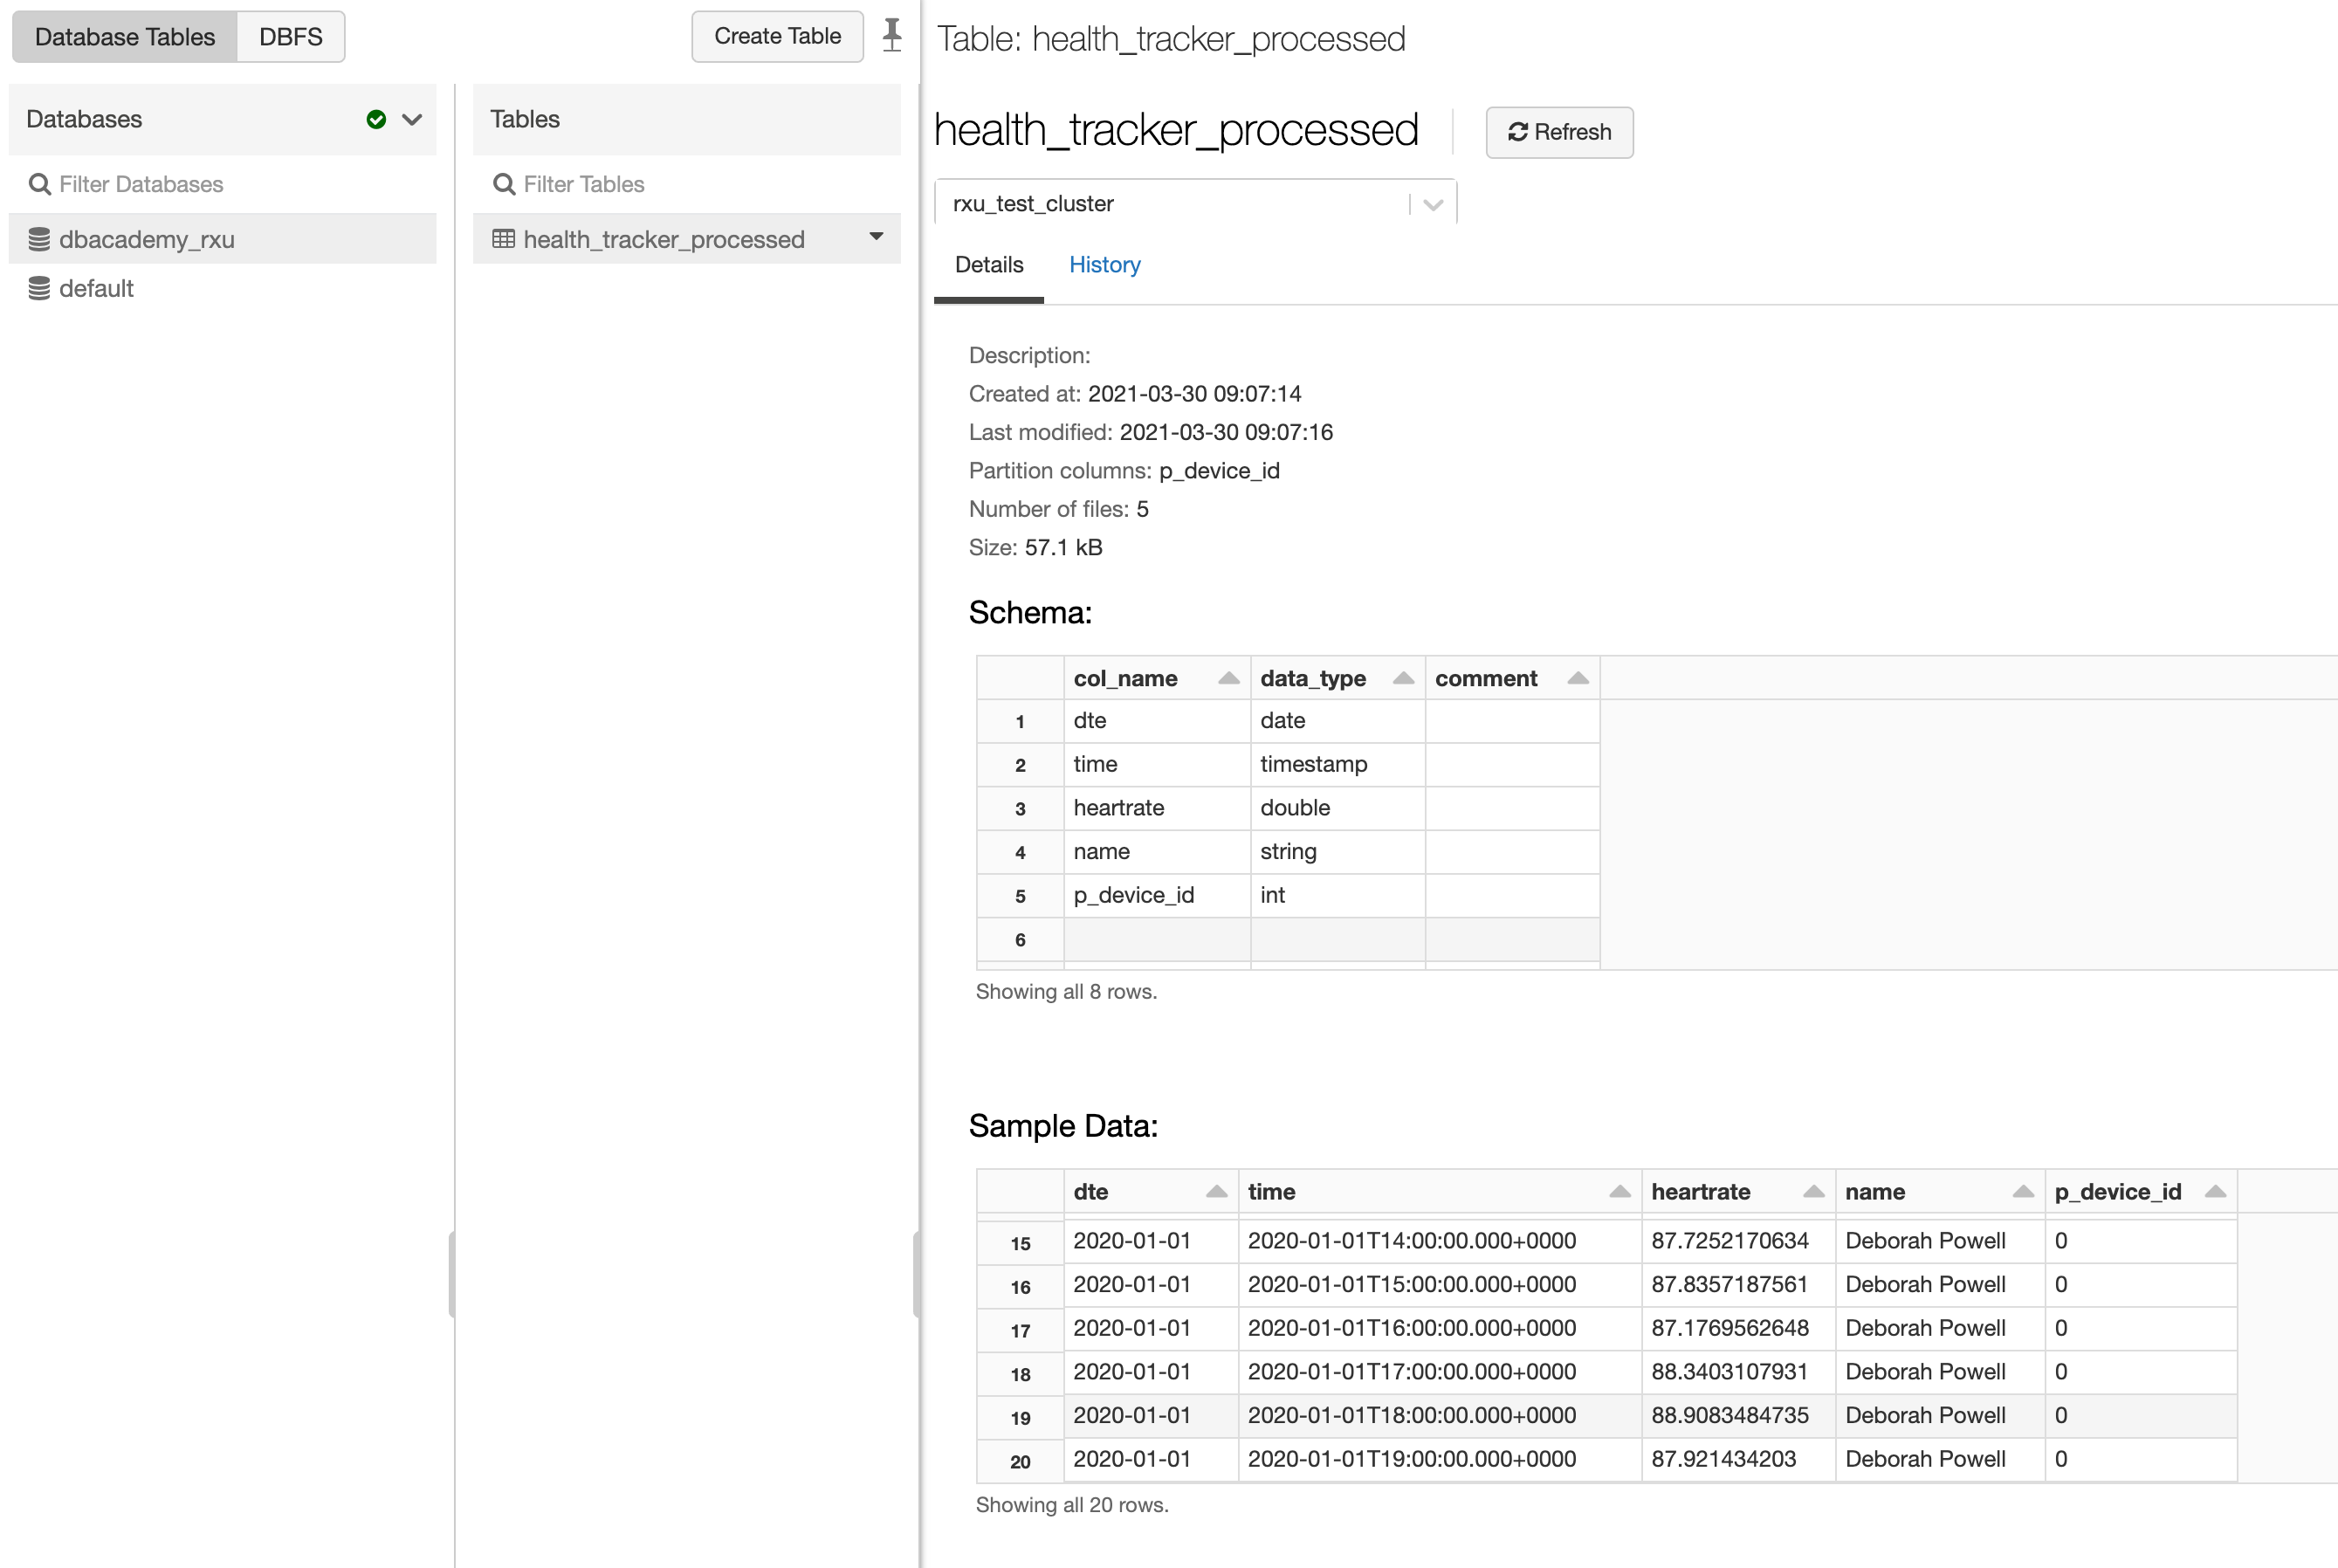 Database Tables DBFS Create Table
Databases
Filter Databases
dbacademy_rxu
default
Tables
Filter Tables
health_tracker_processed
Table: health_tracker_processed
health_tracker_processed Refresh
rxu_test_cluster
Details History
Description:
Created at: 2021-03-30 09:07:14
Last modified: 2021-03-30 09:07:16
Partition columns: p_device_id
Number of files: 5
Size: 57.1 kB
Schema:
col_name data_type comment
1 dte date
2 time timestamp
3 heartrate double
4 name string
5 p_device_id int
6
Showing all 8 rows.
Sample Data:
dte time heartrate name p_device_id
15 2020-01-01 2020-01-01T14:00:00.000+0000 87.7252170634 Deborah Powell 0
16 2020-01-01 2020-01-01T15:00:00.000+0000 87.8357187561 Deborah Powell 0
17 2020-01-01 2020-01-01T16:00:00.000+0000 87.1769562648 Deborah Powell 0
18 2020-01-01 2020-01-01T17:00:00.000+0000 88.3403107931 Deborah Powell 0
19 2020-01-01 2020-01-01T18:00:00.000+0000 88.9083484735 Deborah Powell 0
20 2020-01-01 2020-01-01T19:00:00.000+0000 87.921434203 Deborah Powell 0
Showing all 20 rows.